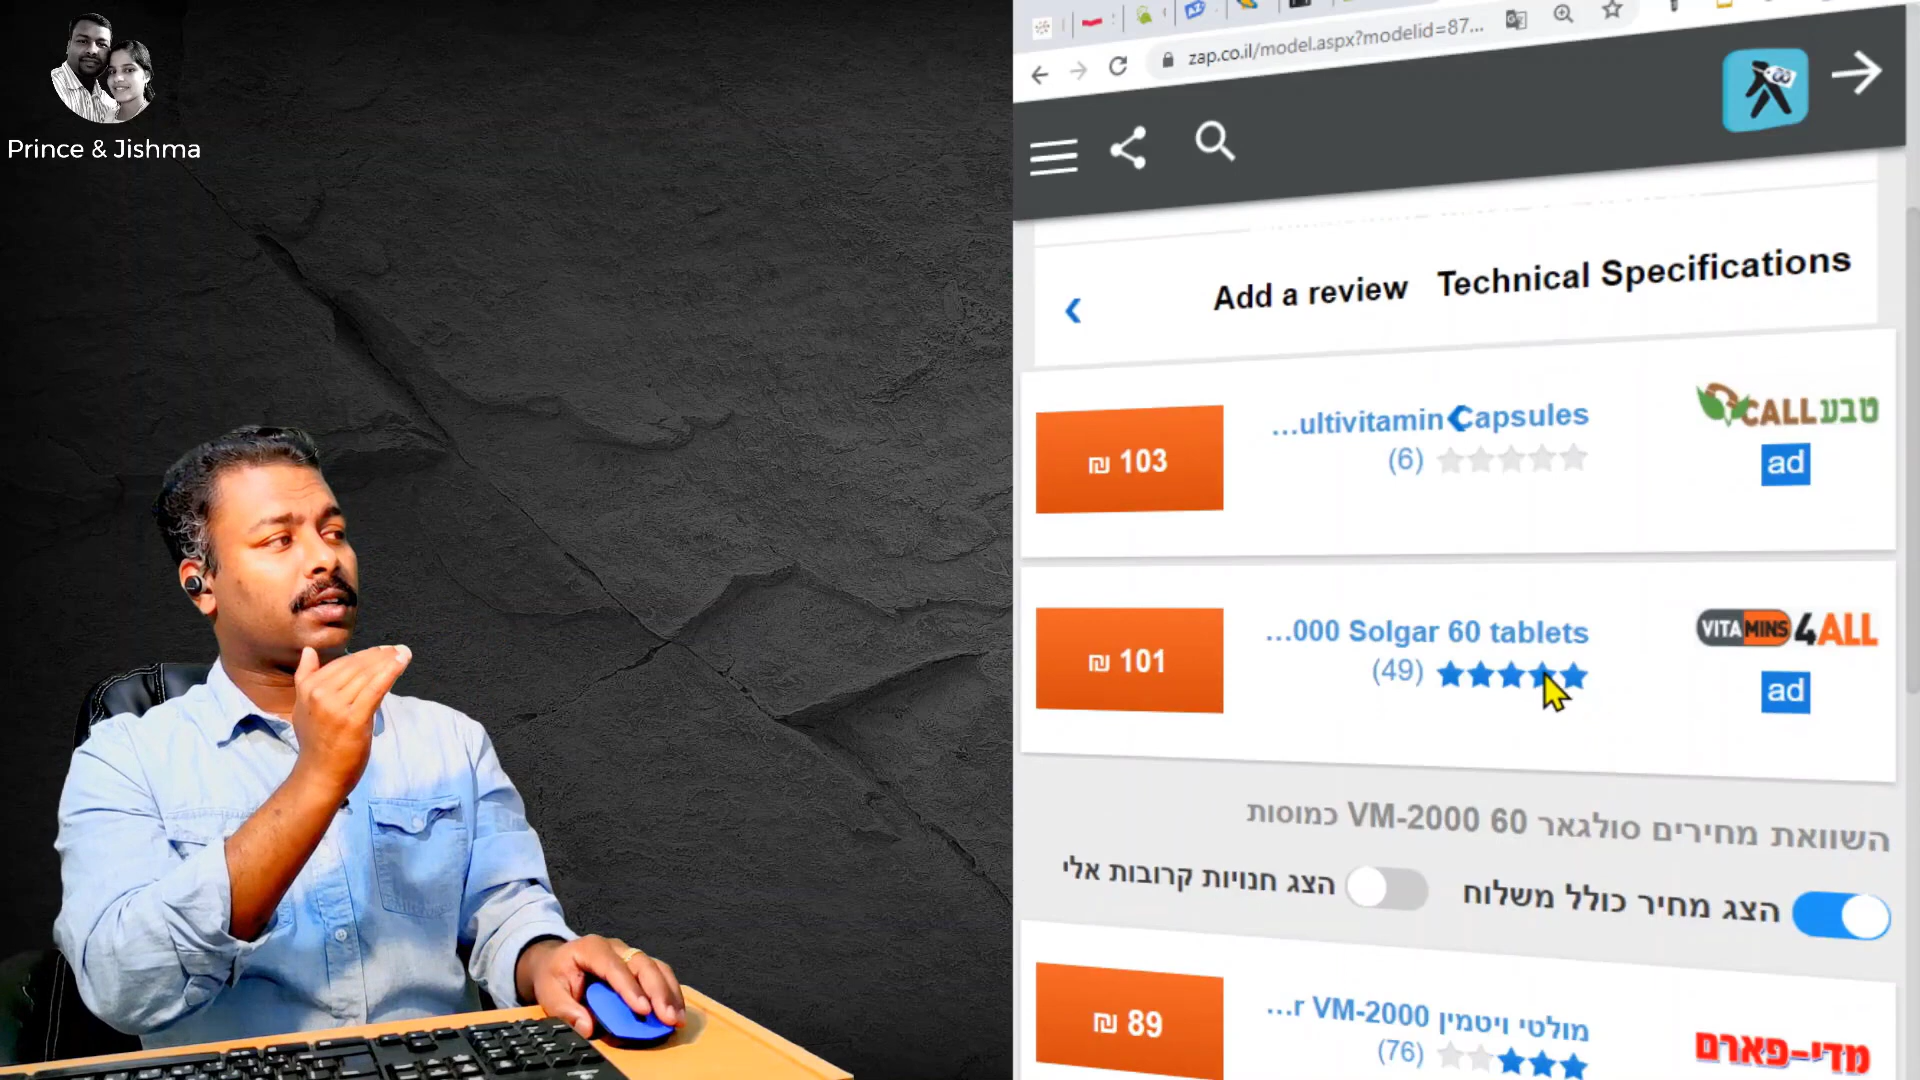 Prince & Jishma
zap.co.il/model.aspx?modelid=87...
Add a review Technical Specifications
...ultivitamin Capsules
(6)
₪ 103
CALL טבע
ad
...000 Solgar 60 tablets
(49)
₪ 101
VITAMINS 4ALL
ad
השוואת מחירים סולגאר VM-2000 60 כמוסות
הצג מחיר כולל משלוח
הצג חנויות קרובות אלי
מולטי ויטמין r VM-2000...
(76)
₪ 89
מדי-פארם